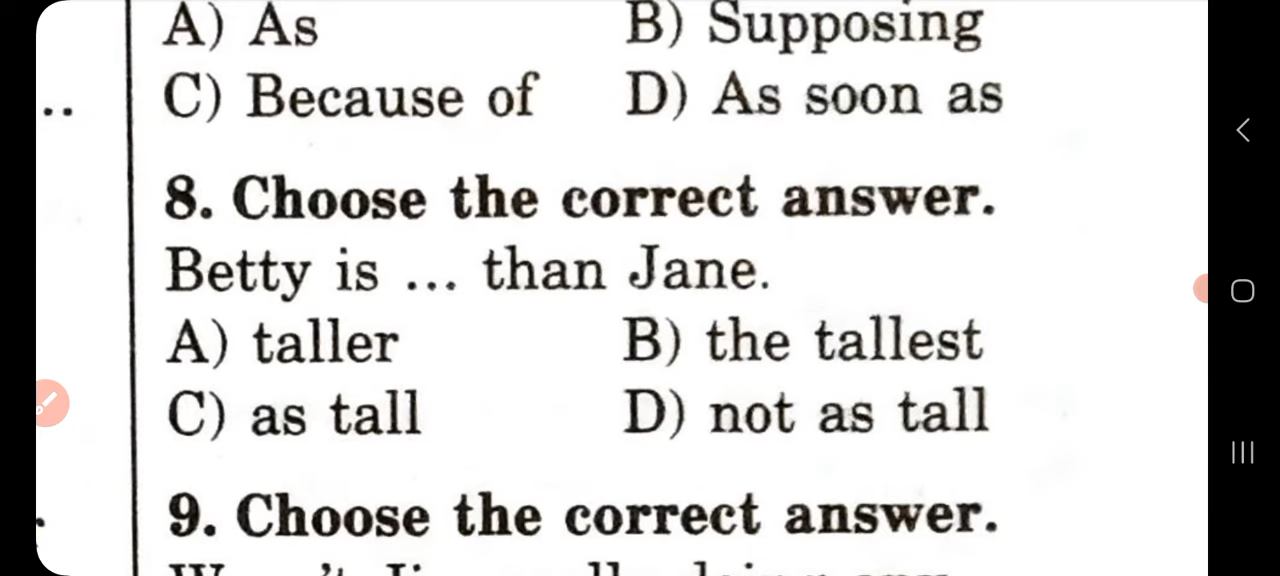 A) As B) Supposing
C) Because of D) As soon as
8. Choose the correct answer.
Betty is ... than Jane.
A) taller B) the tallest
C) as tall D) not as tall
9. Choose the correct answer.